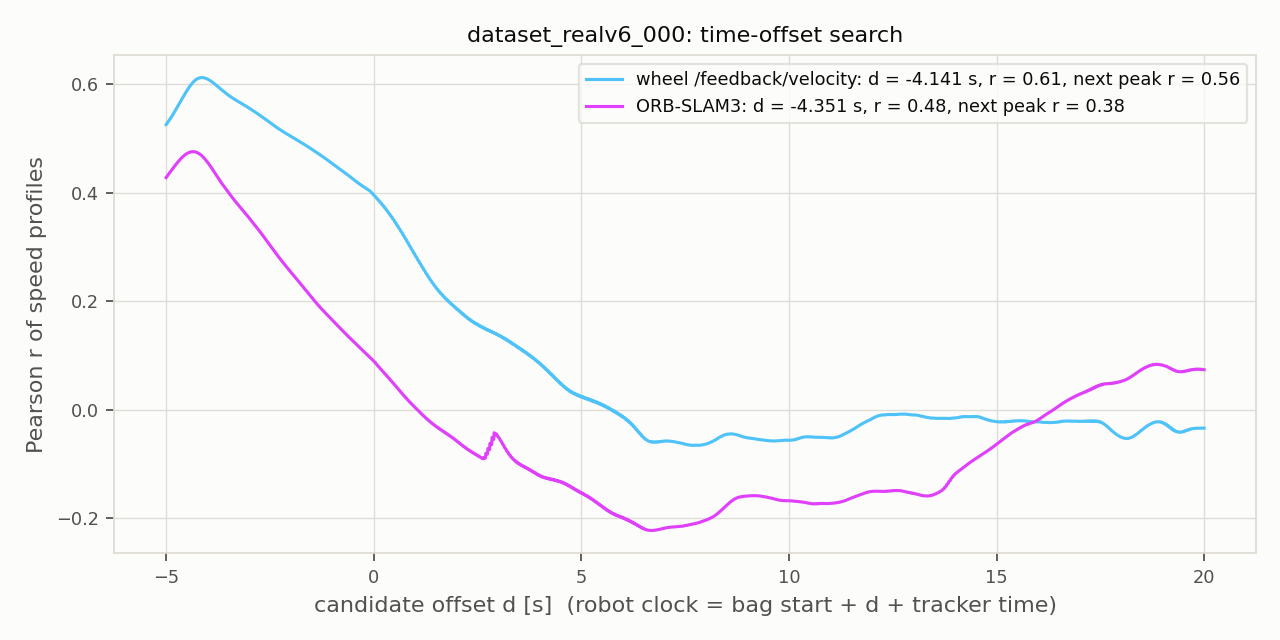 dataset_realv6_000: time-offset search
wheel /feedback/velocity: d = -4.141 s, r = 0.61, next peak r = 0.56
ORB-SLAM3: d = -4.351 s, r = 0.48, next peak r = 0.38
Pearson r of speed profiles
0.6
0.4
0.2
0.0
−0.2
−5
0
5
10
15
20
candidate offset d [s]  (robot clock = bag start + d + tracker time)